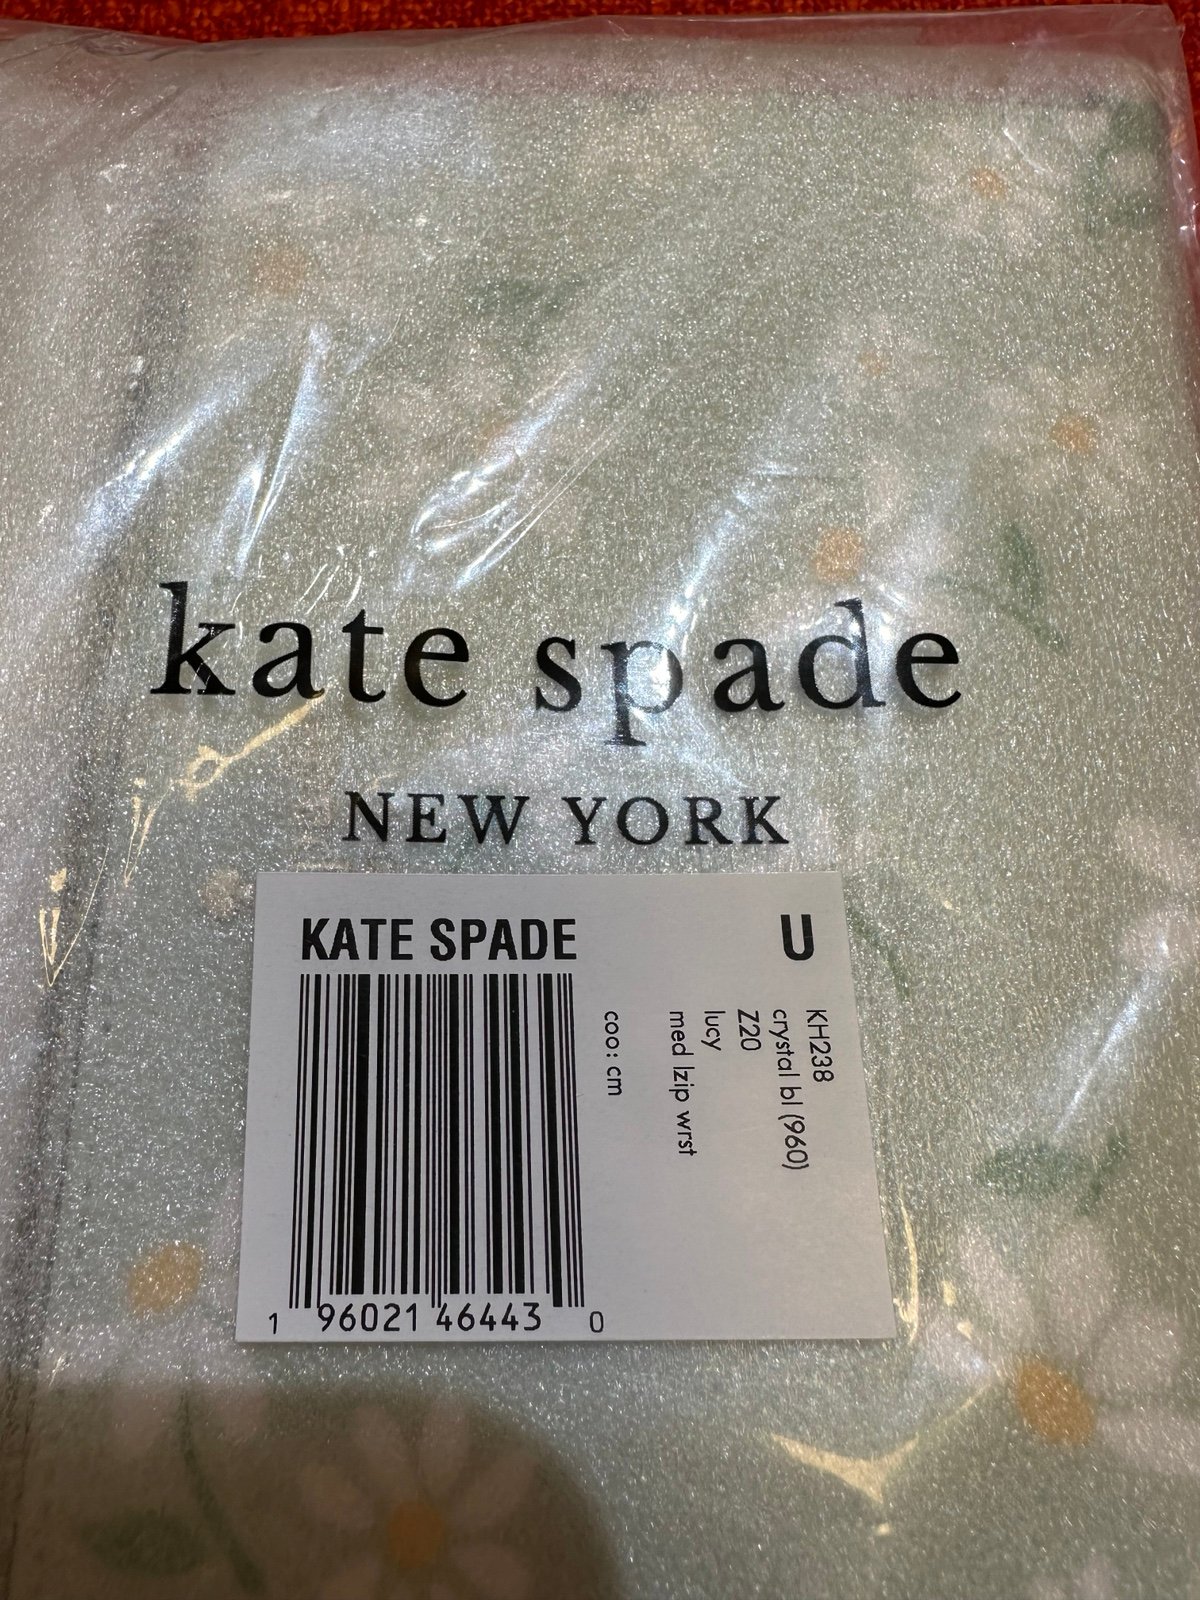 kate spade
NEW YORK
KATE SPADE
U
KH238
crystal bl (960)
Z20
lucy
med lzip wrst
coo: cm
1 96021 46443 0